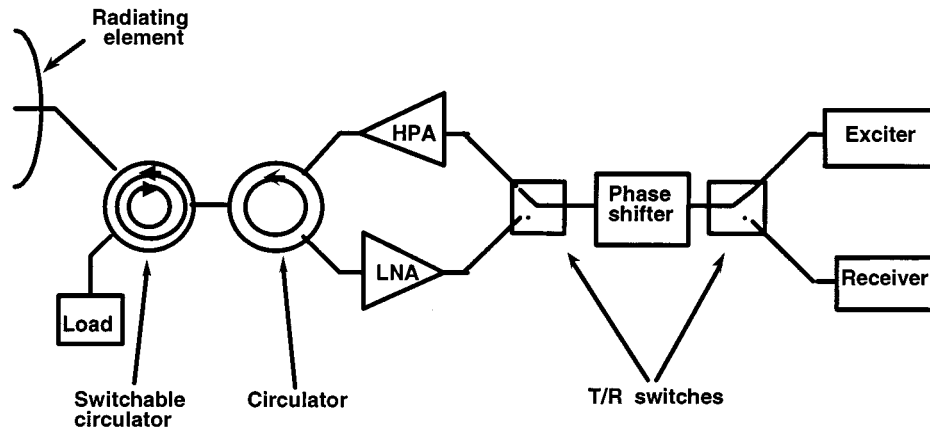 Radiating
element
HPA
Exciter
Phase
shifter
LNA
Receiver
Load
Switchable
circulator
Circulator
T/R switches